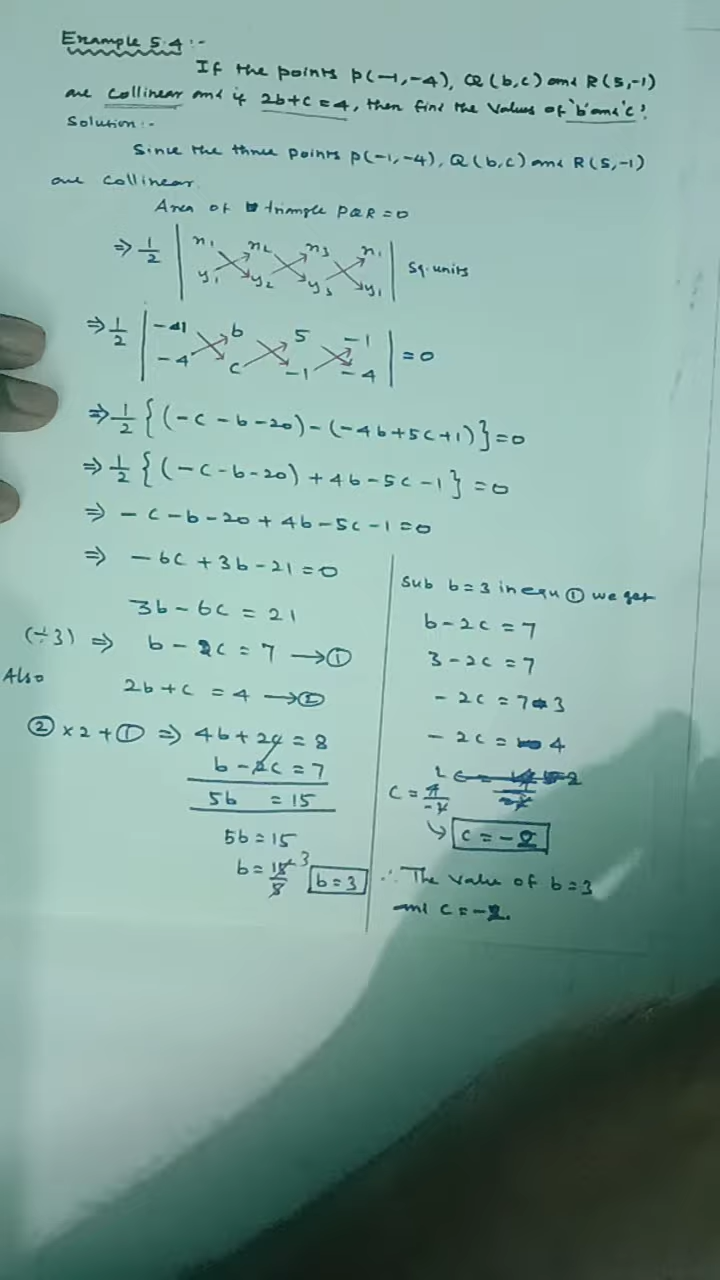 Example 5.4:-
If the points P(-1,-4), Q(b,c) and R(5,-1)
are collinear and if 2b+c=4, then find the values of 'b' and 'c'.
Solution:-
Since the three points P(-1,-4), Q(b,c) and R(5,-1)
are collinear.
Area of triangle PQR=0
⇒ 1/2 | x1 x2 x3 x1 | sq.units
y1 y2 y3 y1
⇒ 1/2 | -1 b 5 -1 | =0
-4 c -1 -4
⇒ 1/2 {(-c-b-20)-(-4b+5c+1)}=0
⇒ 1/2 {(-c-b-20)+4b-5c-1}=0
⇒ -c-b-20+4b-5c-1=0
⇒ -6c+3b-21=0
3b-6c=21
(÷3) ⇒ b-2c=7 →①
Also
2b+c=4 →②
②×2+① ⇒ 4b+2c=8
b-2c=7
5b =15
5b=15
b=15/5 3 b=3
Sub b=3 in equ ① we get
b-2c=7
3-2c=7
-2c=7-3
-2c=4
c=4/-2 2
c=-2
∴ The value of b=3
and c=-2.